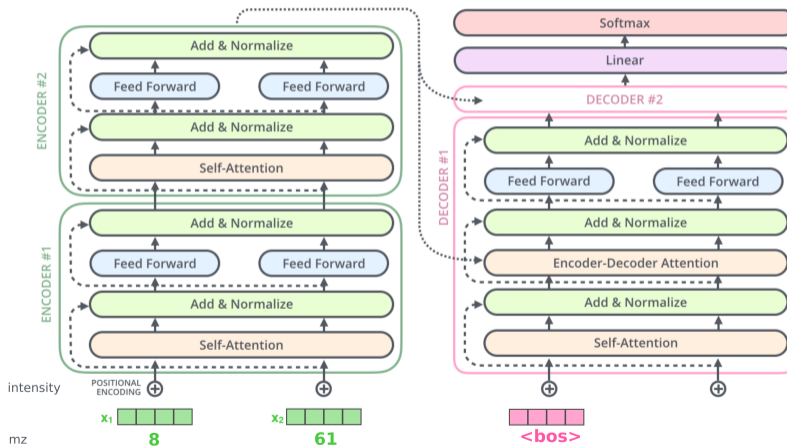 ENCODER #2
Add & Normalize
Feed Forward
Feed Forward
Add & Normalize
Self-Attention
ENCODER #1
Add & Normalize
Feed Forward
Feed Forward
Add & Normalize
Self-Attention
intensity
POSITIONAL
ENCODING
x₁
x₂
mz
8
61
Softmax
Linear
DECODER #2
DECODER #1
Add & Normalize
Feed Forward
Feed Forward
Add & Normalize
Encoder-Decoder Attention
Add & Normalize
Self-Attention
<bos>